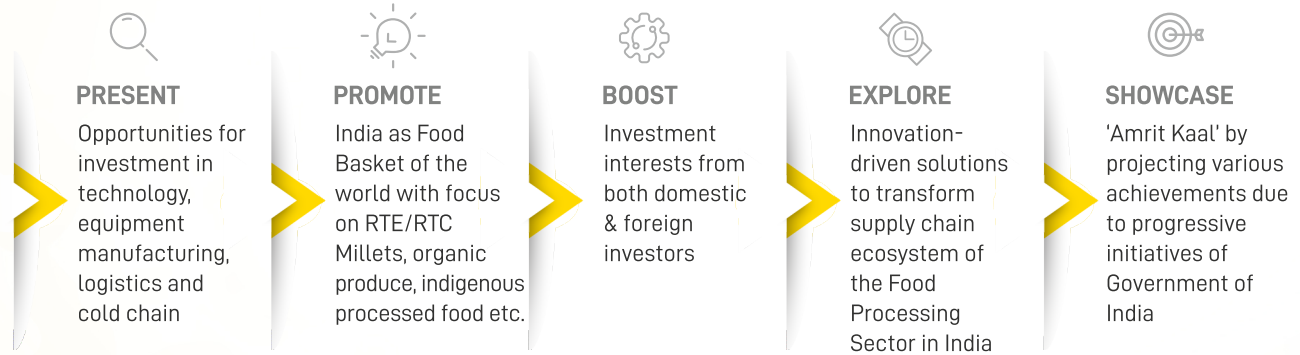 PRESENT
Opportunities for
investment in
technology,
equipment
manufacturing,
logistics and
cold chain
PROMOTE
India as Food
Basket of the
world with focus
on RTE/RTC
Millets, organic
produce, indigenous
processed food etc.
BOOST
Investment
interests from
both domestic
& foreign
investors
EXPLORE
Innovation-
driven solutions
to transform
supply chain
ecosystem of
the Food
Processing
Sector in India
SHOWCASE
‘Amrit Kaal’ by
projecting various
achievements due
to progressive
initiatives of
Government of
India